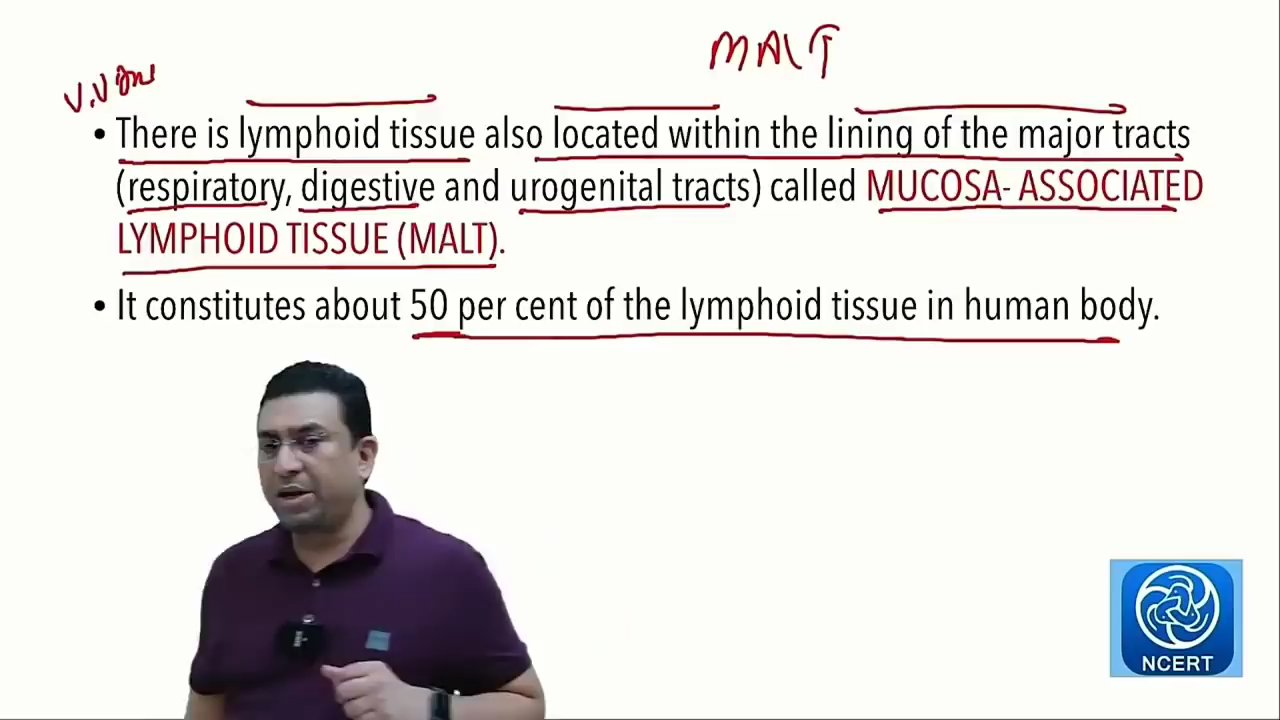 MALT
V.V Im
• There is lymphoid tissue also located within the lining of the major tracts
(respiratory, digestive and urogenital tracts) called MUCOSA- ASSOCIATED
LYMPHOID TISSUE (MALT).
• It constitutes about 50 per cent of the lymphoid tissue in human body.
NCERT